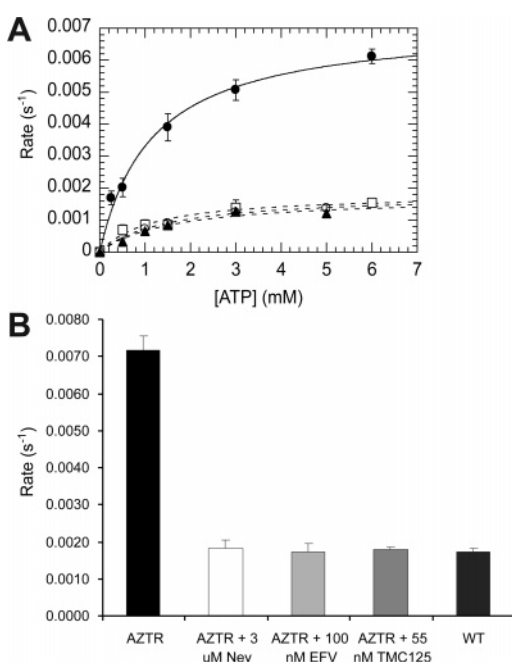 A
0.007
0.006
0.005
0.004
0.003
0.002
0.001
0
Rate (s⁻¹)
0 1 2 3 4 5 6 7
[ATP] (mM)
B
0.0080
0.0070
0.0060
0.0050
0.0040
0.0030
0.0020
0.0010
0.0000
Rate (s⁻¹)
AZTR AZTR + 3 AZTR + 100 AZTR + 55 WT
uM Nev nM EFV nM TMC125